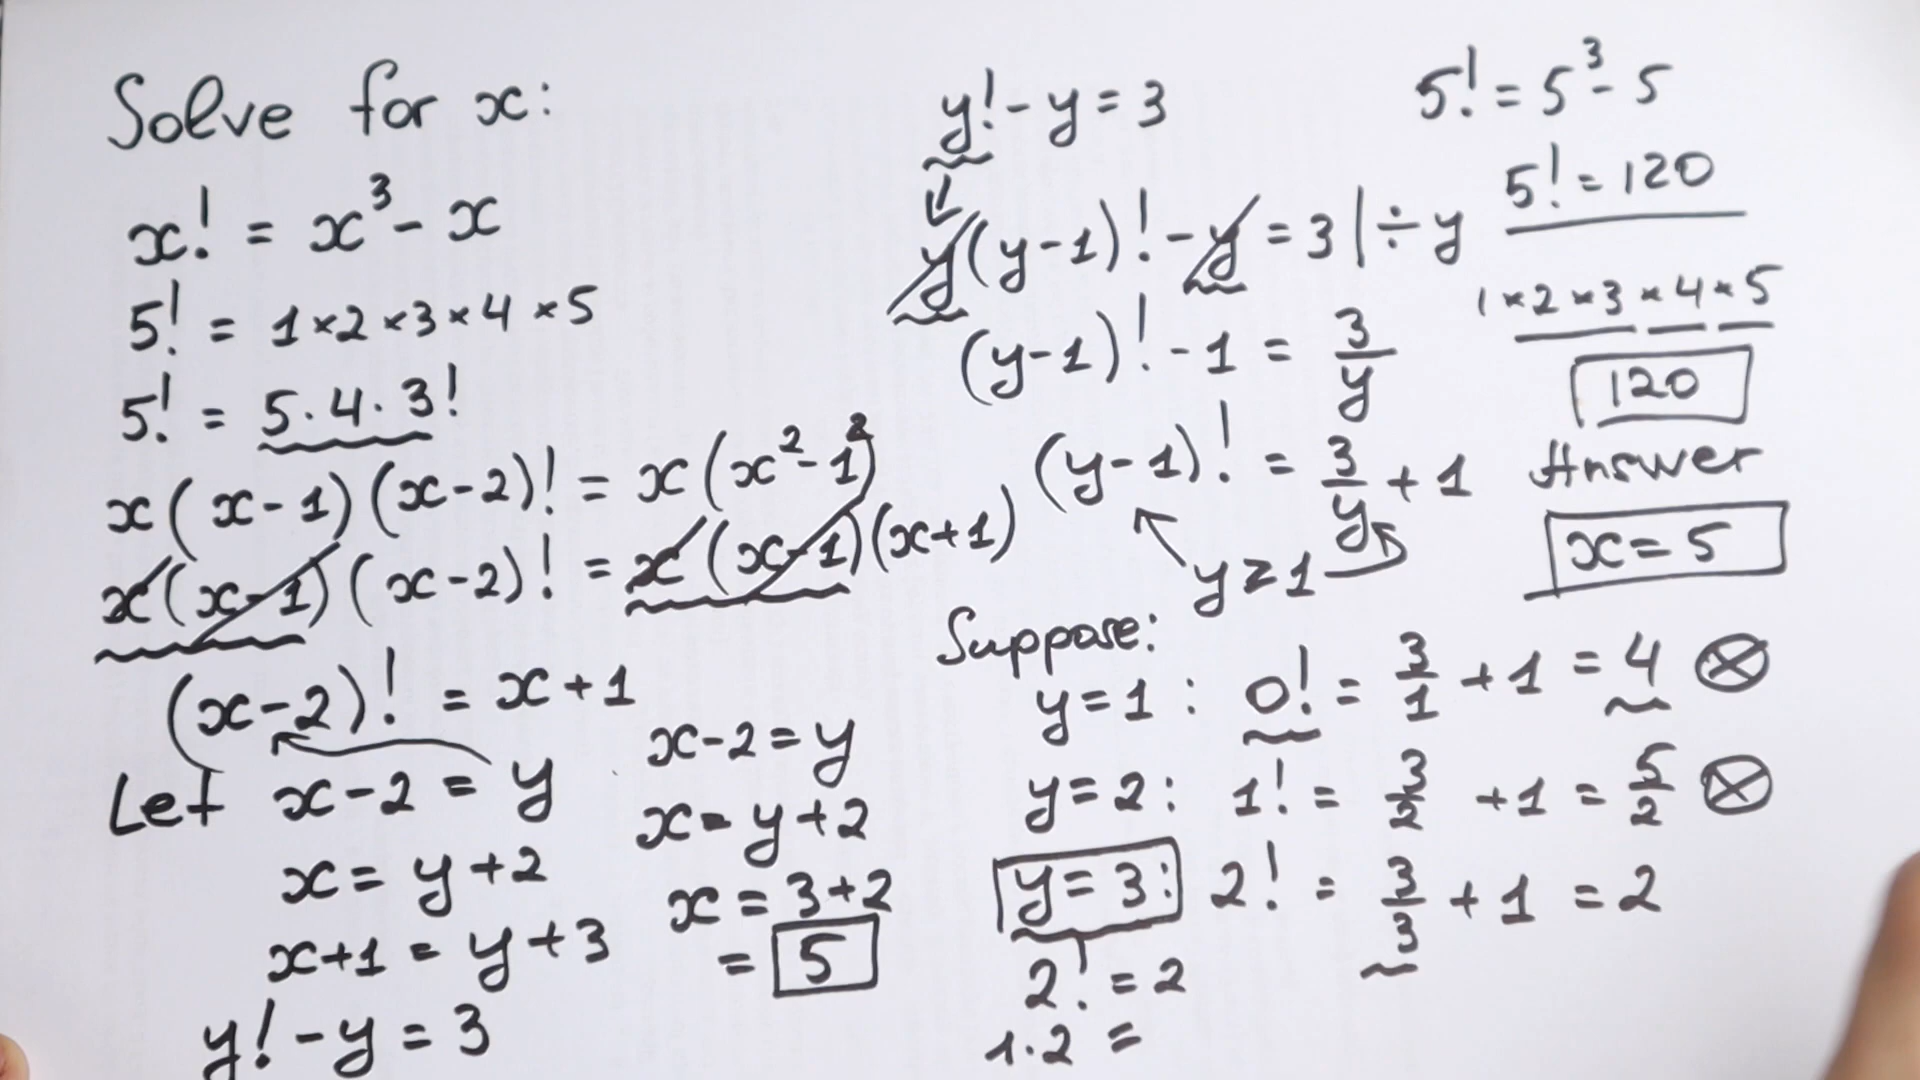 Solve for x:
x! = x³ - x
5! = 1×2×3×4×5
5! = 5·4·3!
x(x-1)(x-2)! = x(x²-1²)
x(x-1)(x-2)! = x(x-1)(x+1)
(x-2)! = x+1
Let x-2 = y
x = y+2
x+1 = y+3
y! - y = 3
x-2 = y
x = y+2
x = 3+2
= 5
y! - y = 3
y(y-1)! - y = 3 | ÷ y
(y-1)! - 1 = 3/y
(y-1)! = 3/y + 1
y ≥ 1
Suppose:
y = 1 : 0! = 3/1 + 1 = 4 ⊗
y = 2 : 1! = 3/2 + 1 = 5/2 ⊗
y = 3 : 2! = 3/3 + 1 = 2
2! = 2
1·2 =
5! = 5³ - 5
5! = 120
1×2×3×4×5
120
Answer
x = 5